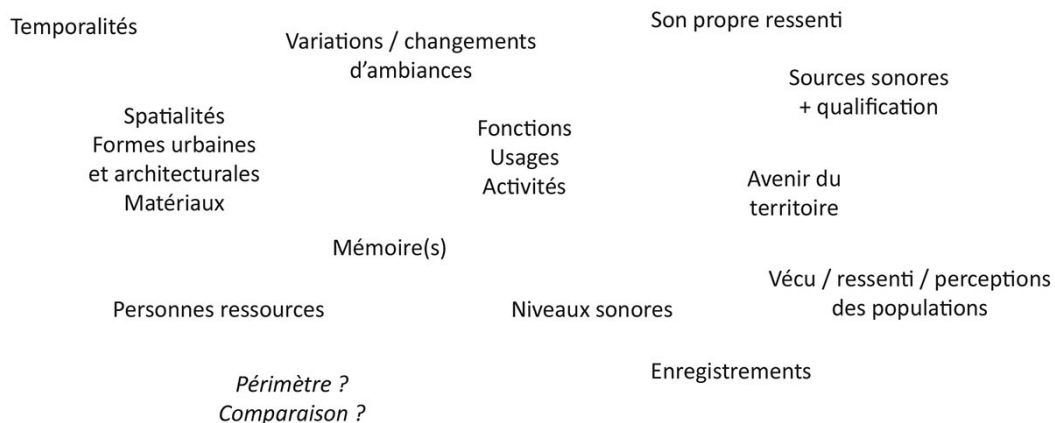 Temporalités
Variations / changements
d’ambiances
Son propre ressenti
Sources sonores
+ qualification
Spatialités
Formes urbaines
et architecturales
Matériaux
Fonctions
Usages
Activités
Avenir du
territoire
Mémoire(s)
Vécu / ressenti / perceptions
des populations
Personnes ressources
Niveaux sonores
Enregistrements
Périmètre ?
Comparaison ?